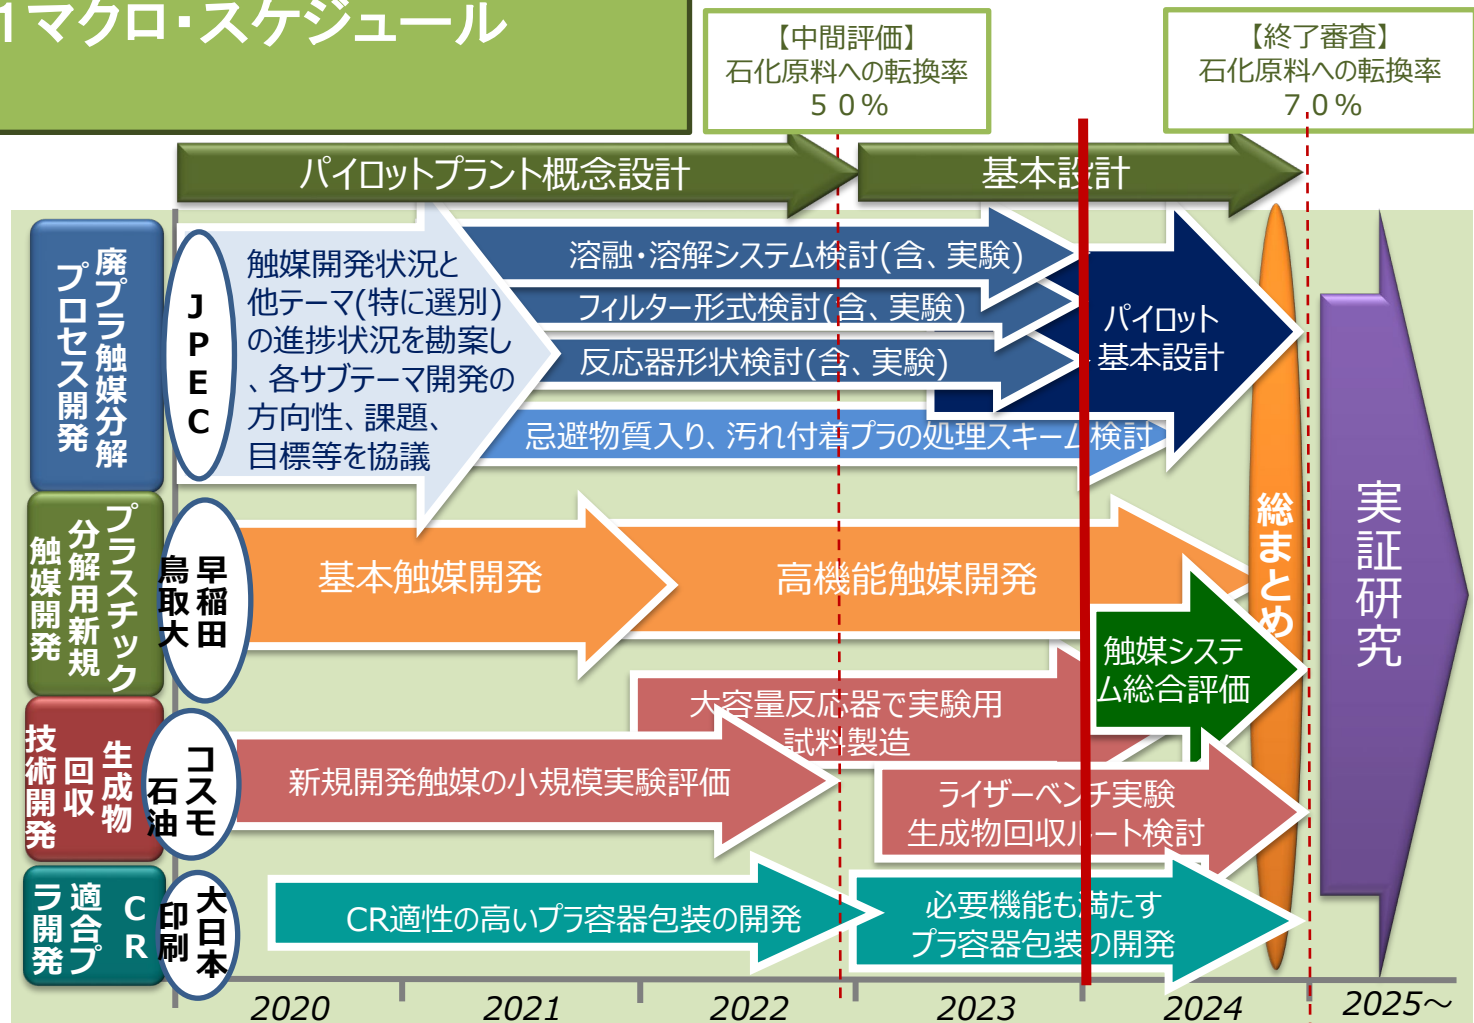 1マクロ・スケジュール
【中間評価】
石化原料への転換率
５０％
【終了審査】
石化原料への転換率
７０％
パイロットプラント概念設計
基本設計
廃プラ触媒分解
プロセス開発
JPEC
触媒開発状況と
他テーマ(特に選別)
の進捗状況を勘案し
、各サブテーマ開発の
方向性、課題、
目標等を協議
溶融・溶解システム検討(含、実験)
フィルター形式検討(含、実験)
反応器形状検討(含、実験)
忌避物質入り、汚れ付着プラの処理スキーム検討
パイロット
基本設計
プラスチック
分解用新規
触媒開発
早稲田
鳥取大
基本触媒開発
高機能触媒開発
触媒システ
ム総合評価
総まとめ
実証研究
生成物
回収
技術開発
コスモ
石油
大容量反応器で実験用
試料製造
新規開発触媒の小規模実験評価
ライザーベンチ実験
生成物回収ルート検討
CR
適合プ
ラ開発
大日本
印刷
CR適性の高いプラ容器包装の開発
必要機能も満たす
プラ容器包装の開発
2020
2021
2022
2023
2024
2025～